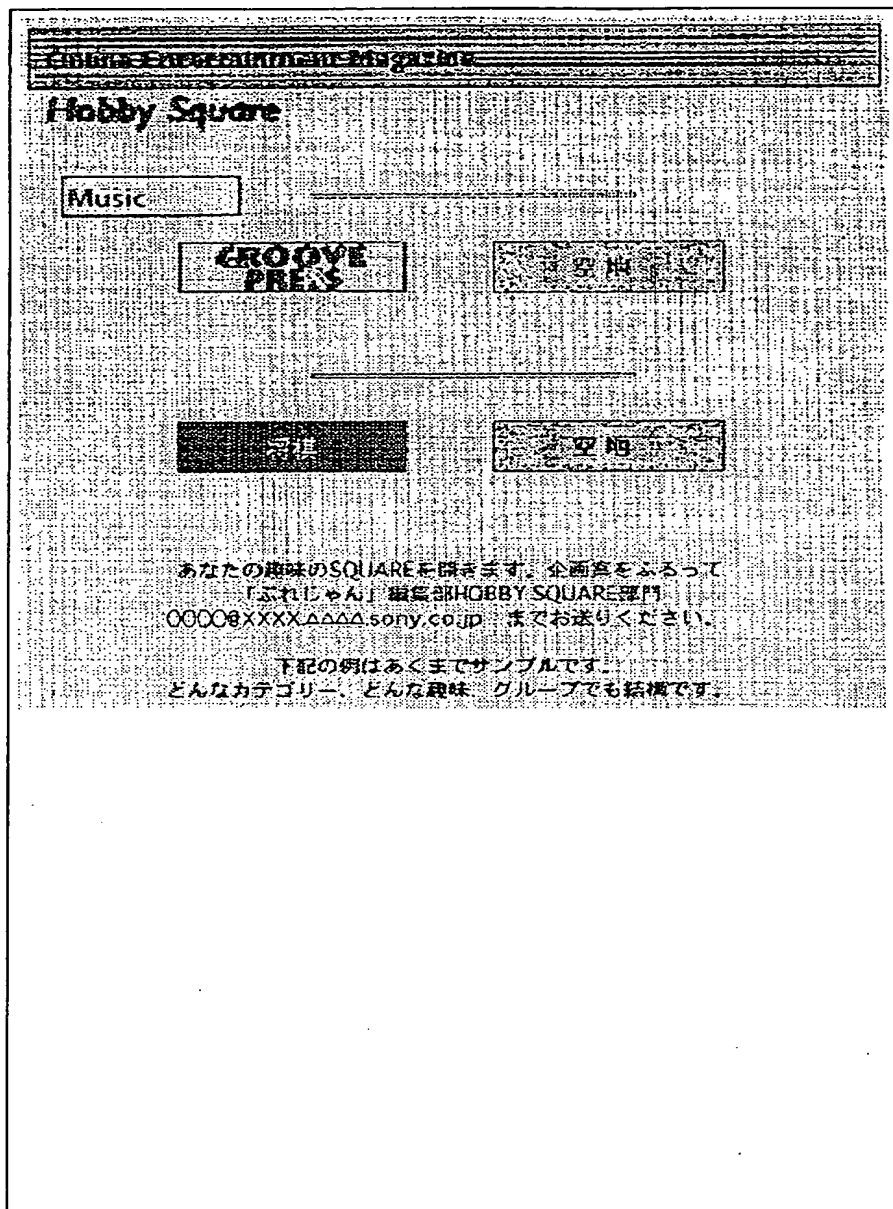 Online Entertainment Magazine
Hobby Square
Music
GROOVE
PRESS
空地
空地
あなたの趣味のSQUAREを開きます。企画案をふるって
「ぷれじゃん」編集部HOBBY SQUARE部門
OOOO@XXXX.△△△△.sony.co.jp までお送りください。
下記の例はあくまでサンプルです。
どんなカテゴリー、どんな趣味、グループでも結構です。